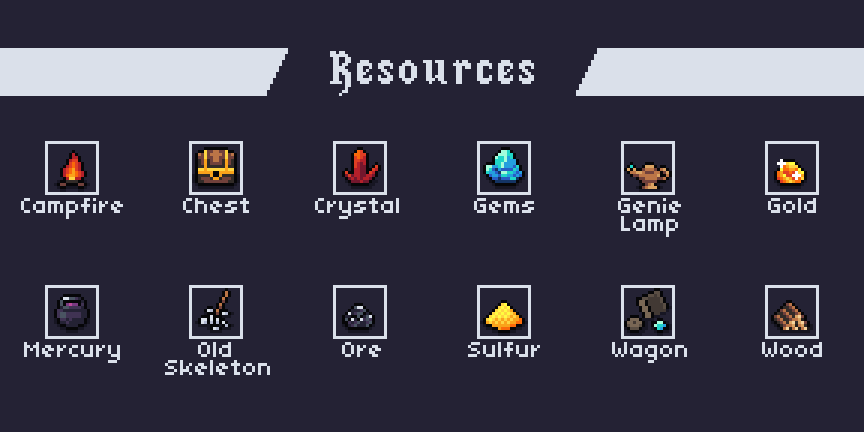 Resources
Campfire
Chest
Crystal
Gems
Genie
Lamp
Gold
Mercury
Old
Skeleton
Ore
Sulfur
Wagon
Wood